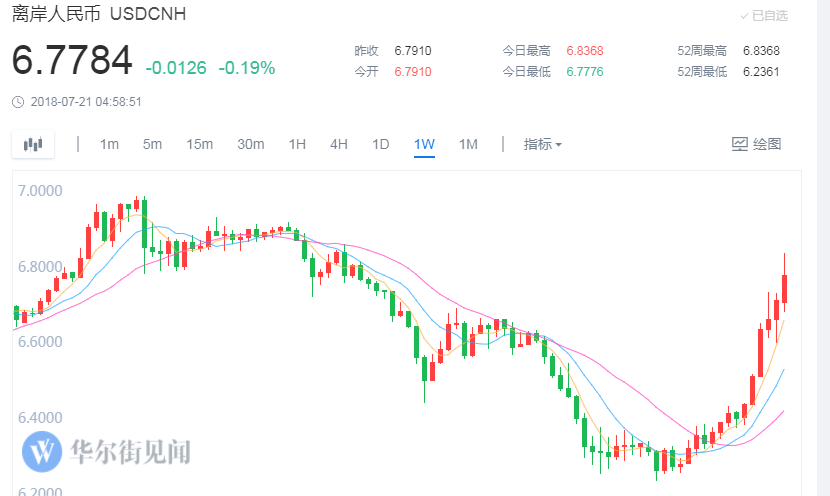 离岸人民币 USDCNH
已自选
6.7784 -0.0126 -0.19%
昨收 6.7910 今日最高 6.8368 52周最高 6.8368
今开 6.7910 今日最低 6.7776 52周最低 6.2361
2018-07-21 04:58:51
1m 5m 15m 30m 1H 4H 1D 1W 1M 指标 绘图
7.0000
6.8000
6.6000
6.4000
W 华尔街见闻
6.2000